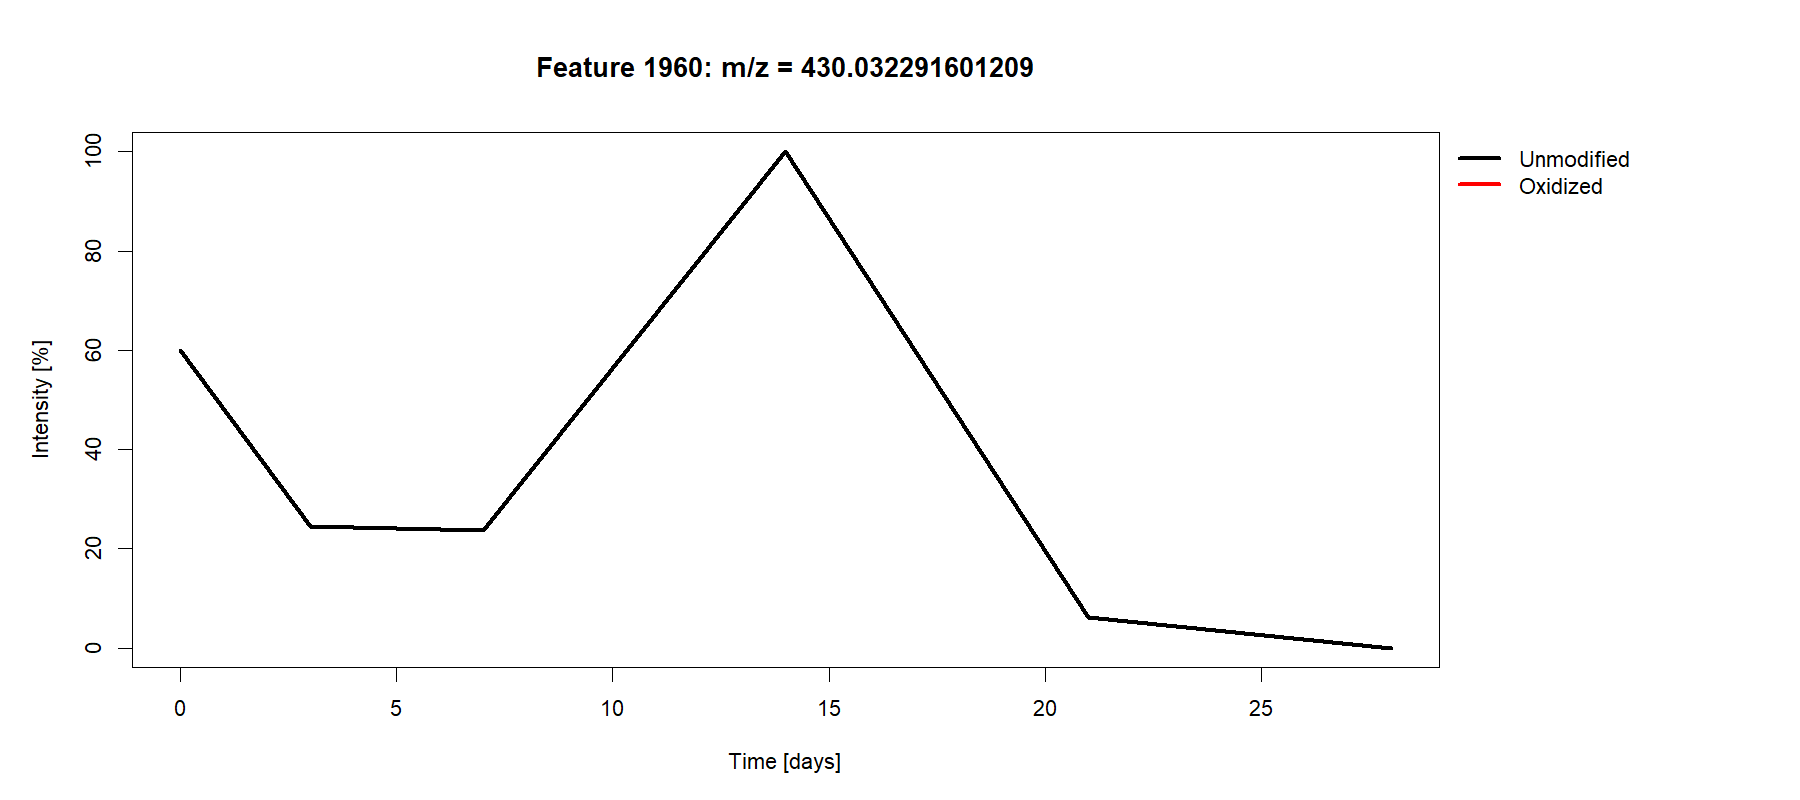 Feature 1960: m/z = 430.032291601209
Unmodified
Oxidized
Intensity [%]
100
80
60
40
20
0
0 5 10 15 20 25
Time [days]